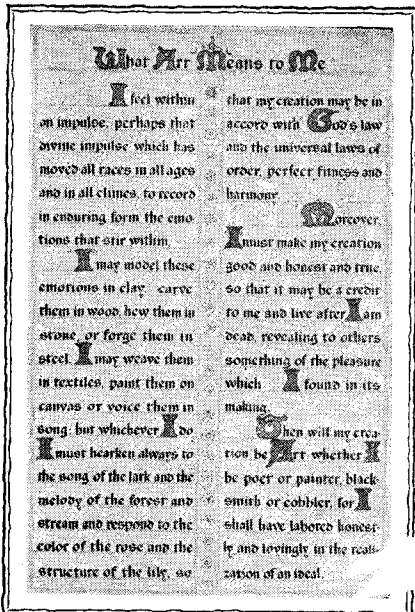 What Art Means to Me
I feel within
an impulse, perhaps that
divine impulse which has
moved all races in all ages
and in all climes, to record
in enduring form the emo-
tions that stir within.
I may model these
emotions in clay, carve
them in wood, hew them in
stone, or forge them in
steel. I may weave them
in textiles, paint them on
canvas or voice them in
song; but whichever I do
I must hearken always to
the song of the lark and the
melody of the forest and
stream and respond to the
color of the rose and the
structure of the lily, so
that my creation may be in
accord with God's law
and the universal laws of
order, perfect fitness and
harmony.
Moreover,
I must make my creation
good and honest and true,
so that it may be a credit
to me and live after I am
dead, revealing to others
something of the pleasure
which I found in its
making.
Then will my crea-
tion be Art whether I
be poet or painter, black-
smith or cobbler, for I
shall have labored honest-
ly and lovingly in the reali-
zation of an ideal.